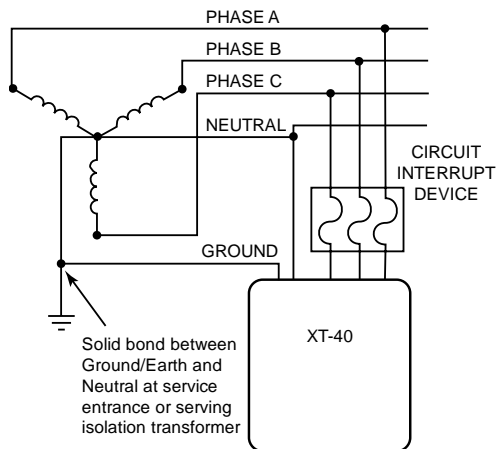 PHASE A
PHASE B
PHASE C
NEUTRAL
CIRCUIT
INTERRUPT
DEVICE
GROUND
XT-40
Solid bond between
Ground/Earth and
Neutral at service
entrance or serving
isolation transformer